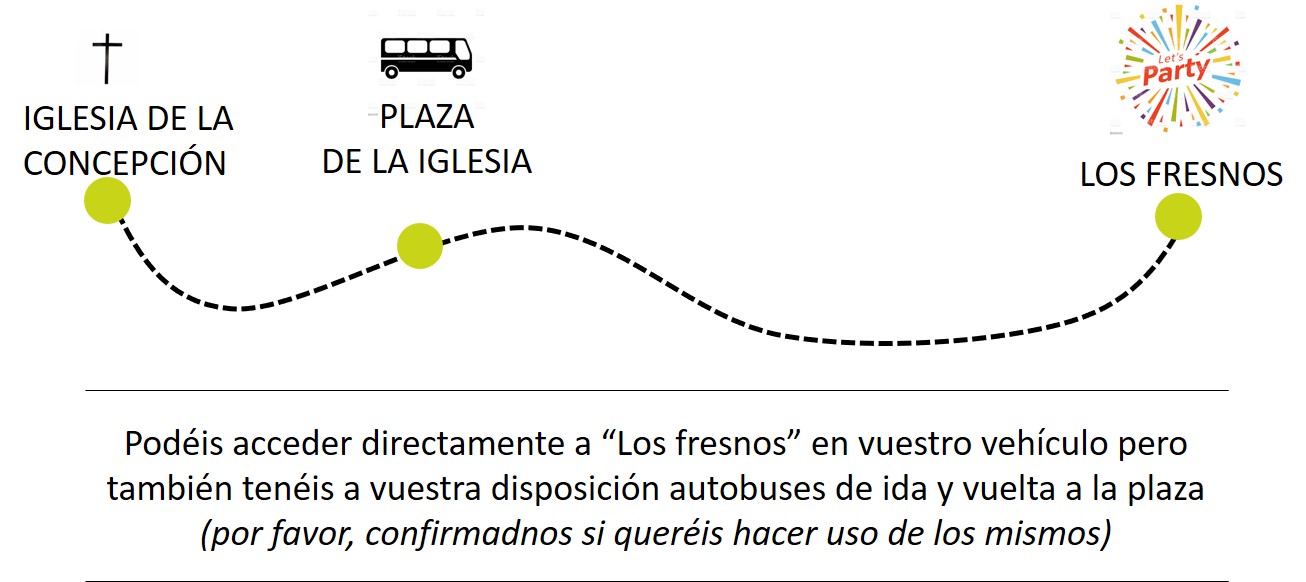 IGLESIA DE LA
CONCEPCIÓN
PLAZA
DE LA IGLESIA
Let's
Party
LOS FRESNOS
Podéis acceder directamente a “Los fresnos” en vuestro vehículo pero
también tenéis a vuestra disposición autobuses de ida y vuelta a la plaza
(por favor, confirmadnos si queréis hacer uso de los mismos)